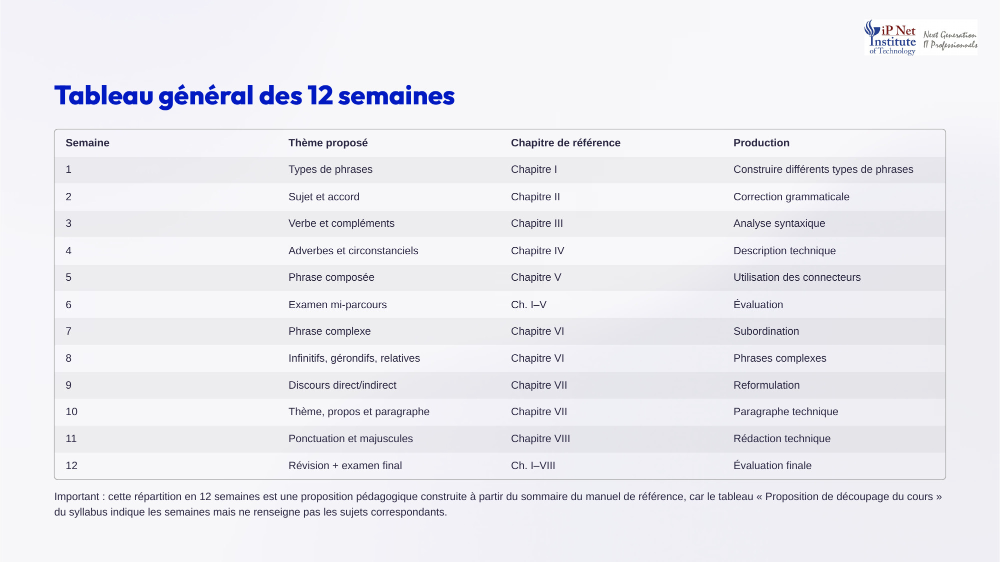 iP Net
Institute
of Technology
Next Generation
IT Professionnels
Tableau général des 12 semaines
Semaine Thème proposé Chapitre de référence Production
1 Types de phrases Chapitre I Construire différents types de phrases
2 Sujet et accord Chapitre II Correction grammaticale
3 Verbe et compléments Chapitre III Analyse syntaxique
4 Adverbes et circonstanciels Chapitre IV Description technique
5 Phrase composée Chapitre V Utilisation des connecteurs
6 Examen mi-parcours Ch. I–V Évaluation
7 Phrase complexe Chapitre VI Subordination
8 Infinitifs, gérondifs, relatives Chapitre VI Phrases complexes
9 Discours direct/indirect Chapitre VII Reformulation
10 Thème, propos et paragraphe Chapitre VII Paragraphe technique
11 Ponctuation et majuscules Chapitre VIII Rédaction technique
12 Révision + examen final Ch. I–VIII Évaluation finale
Important : cette répartition en 12 semaines est une proposition pédagogique construite à partir du sommaire du manuel de référence, car le tableau « Proposition de découpage du cours »
du syllabus indique les semaines mais ne renseigne pas les sujets correspondants.